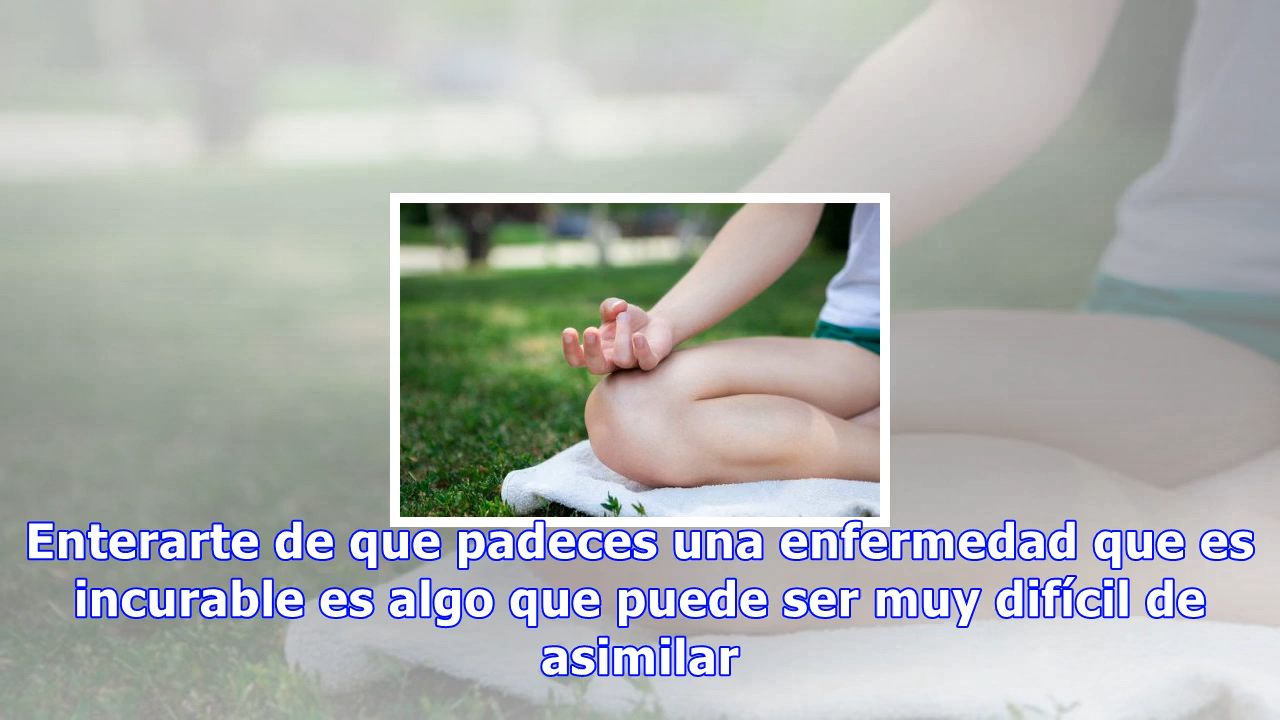 Enterarte de que padeces una enfermedad que es
incurable es algo que puede ser muy difícil de
asimilar